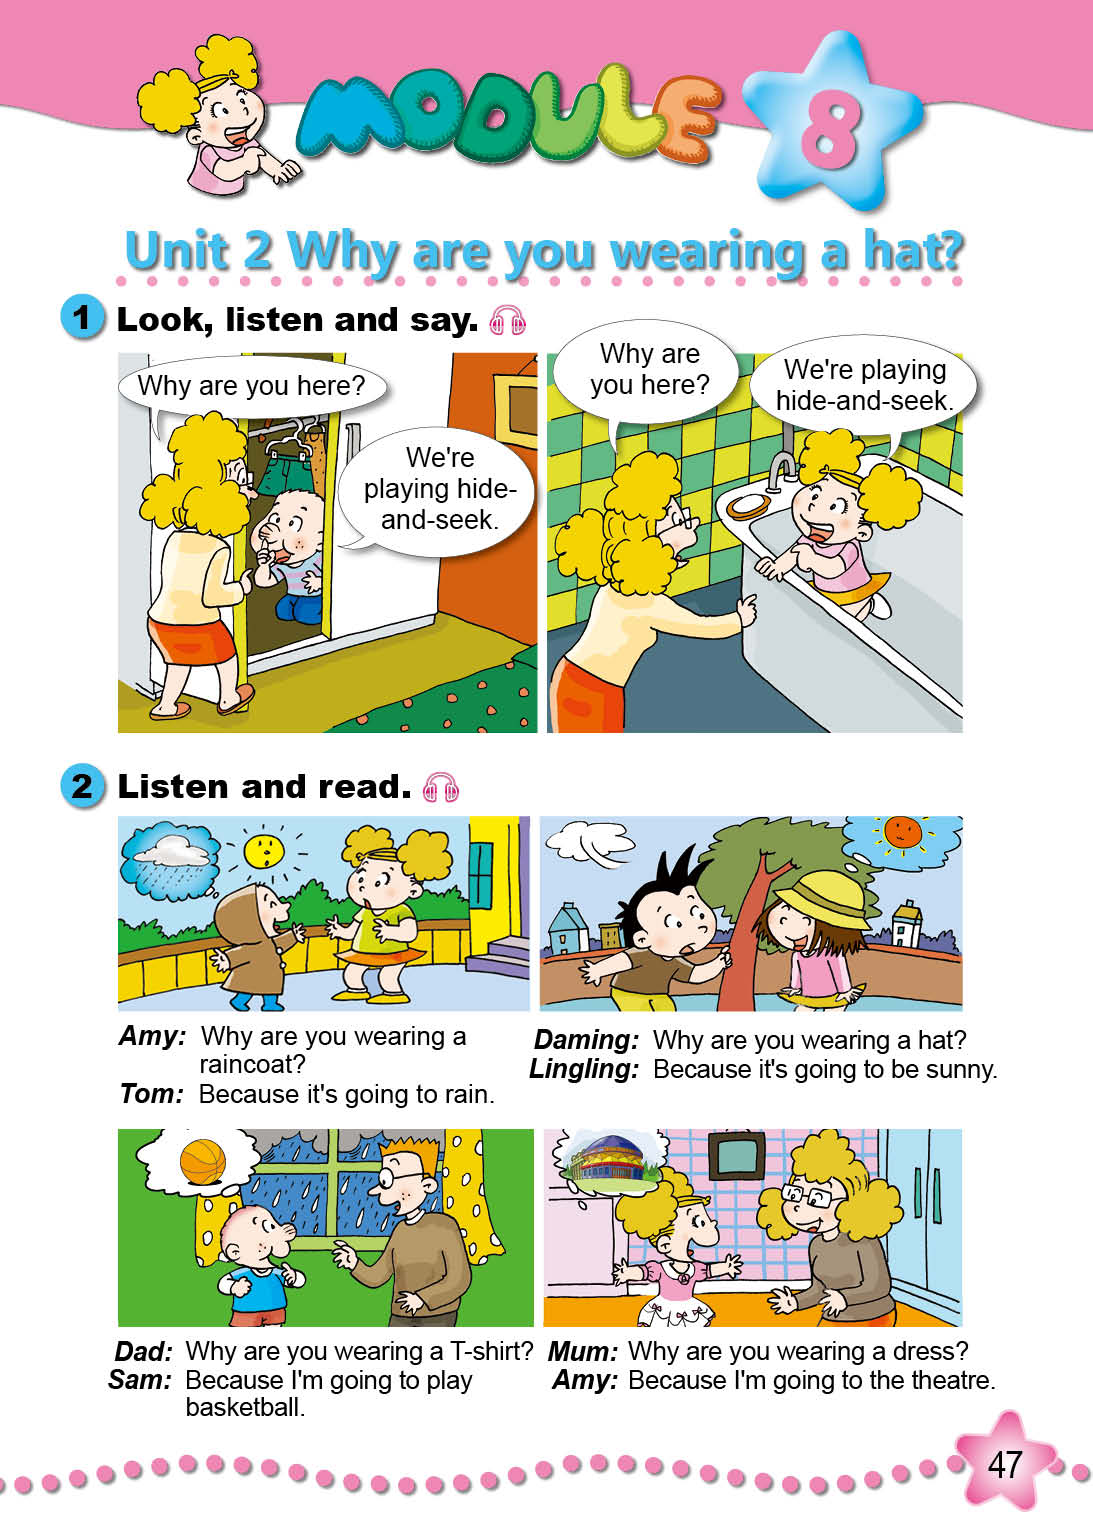 MODULE 8
Unit 2 Why are you wearing a hat?
1 Look, listen and say.
Why are you here?
We're
playing hide-
and-seek.
Why are
you here?
We're playing
hide-and-seek.
2 Listen and read.
Amy: Why are you wearing a
raincoat?
Tom: Because it's going to rain.
Daming: Why are you wearing a hat?
Lingling: Because it's going to be sunny.
Dad: Why are you wearing a T-shirt?
Sam: Because I'm going to play
basketball.
Mum: Why are you wearing a dress?
Amy: Because I'm going to the theatre.
47